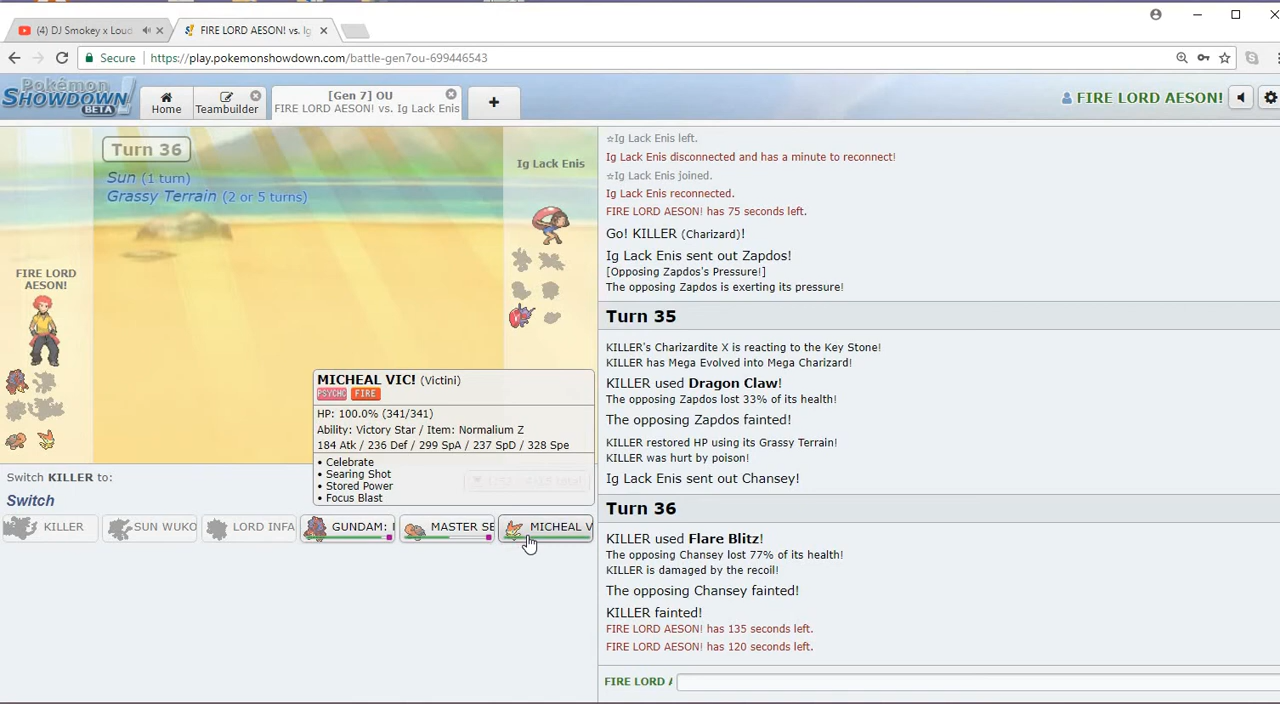 (4) DJ Smokey x Loud
FIRE LORD AESON! vs. Ig
Secure
https://play.pokemonshowdown.com/battle-gen7ou-699446543
Pokémon
SHOWDOWN
BETA
Home
Teambuilder
[Gen 7] OU
FIRE LORD AESON! vs. Ig Lack Enis
+
FIRE LORD AESON!
Turn 36
Sun (1 turn)
Grassy Terrain (2 or 5 turns)
Ig Lack Enis
FIRE LORD
AESON!
MICHEAL VIC! (Victini)
PSYCHC FIRE
HP: 100.0% (341/341)
Ability: Victory Star / Item: Normalium Z
184 Atk / 236 Def / 299 SpA / 237 SpD / 328 Spe
• Celebrate
• Searing Shot
• Stored Power
• Focus Blast
Switch KILLER to:
Switch
KILLER
SUN WUKO
LORD INFA
GUNDAM:
MASTER SE
MICHEAL V
☆Ig Lack Enis left.
Ig Lack Enis disconnected and has a minute to reconnect!
☆Ig Lack Enis joined.
Ig Lack Enis reconnected.
FIRE LORD AESON! has 75 seconds left.
Go! KILLER (Charizard)!
Ig Lack Enis sent out Zapdos!
[Opposing Zapdos's Pressure!]
The opposing Zapdos is exerting its pressure!
Turn 35
KILLER's Charizardite X is reacting to the Key Stone!
KILLER has Mega Evolved into Mega Charizard!
KILLER used Dragon Claw!
The opposing Zapdos lost 33% of its health!
The opposing Zapdos fainted!
KILLER restored HP using its Grassy Terrain!
KILLER was hurt by poison!
Ig Lack Enis sent out Chansey!
Turn 36
KILLER used Flare Blitz!
The opposing Chansey lost 77% of its health!
KILLER is damaged by the recoil!
The opposing Chansey fainted!
KILLER fainted!
FIRE LORD AESON! has 135 seconds left.
FIRE LORD AESON! has 120 seconds left.
FIRE LORD